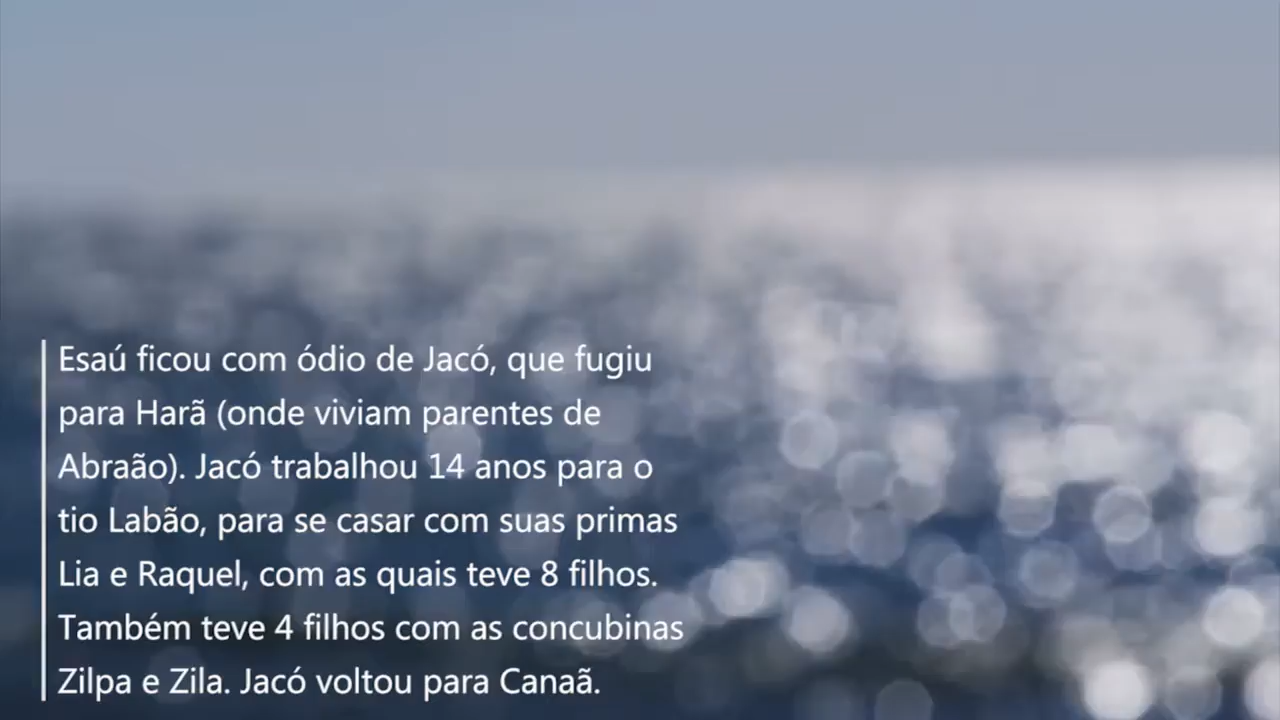 Esaú ficou com ódio de Jacó, que fugiu
para Harã (onde viviam parentes de
Abraão). Jacó trabalhou 14 anos para o
tio Labão, para se casar com suas primas
Lia e Raquel, com as quais teve 8 filhos.
Também teve 4 filhos com as concubinas
Zilpa e Zila. Jacó voltou para Canaã.